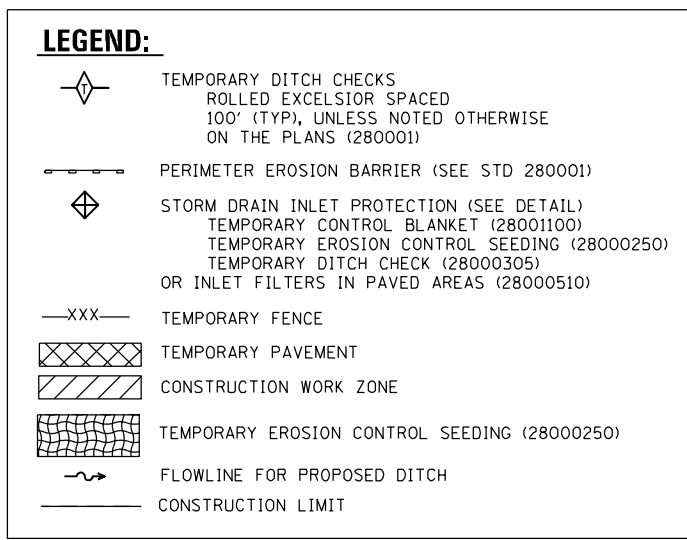 LEGEND:
T
TEMPORARY DITCH CHECKS
ROLLED EXCELSIOR SPACED
100' (TYP), UNLESS NOTED OTHERWISE
ON THE PLANS (280001)
PERIMETER EROSION BARRIER (SEE STD 280001)
STORM DRAIN INLET PROTECTION (SEE DETAIL)
TEMPORARY CONTROL BLANKET (28001100)
TEMPORARY EROSION CONTROL SEEDING (28000250)
TEMPORARY DITCH CHECK (28000305)
OR INLET FILTERS IN PAVED AREAS (28000510)
XXX TEMPORARY FENCE
TEMPORARY PAVEMENT
CONSTRUCTION WORK ZONE
TEMPORARY EROSION CONTROL SEEDING (28000250)
FLOWLINE FOR PROPOSED DITCH
CONSTRUCTION LIMIT